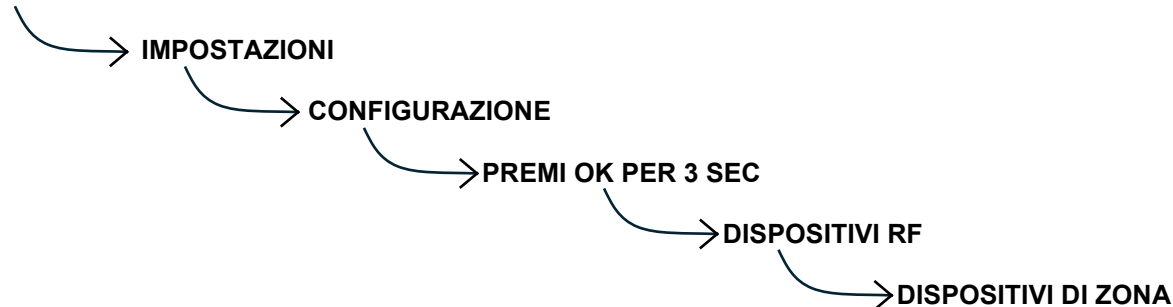 IMPOSTAZIONI
CONFIGURAZIONE
PREMI OK PER 3 SEC
DISPOSITIVI RF
DISPOSITIVI DI ZONA